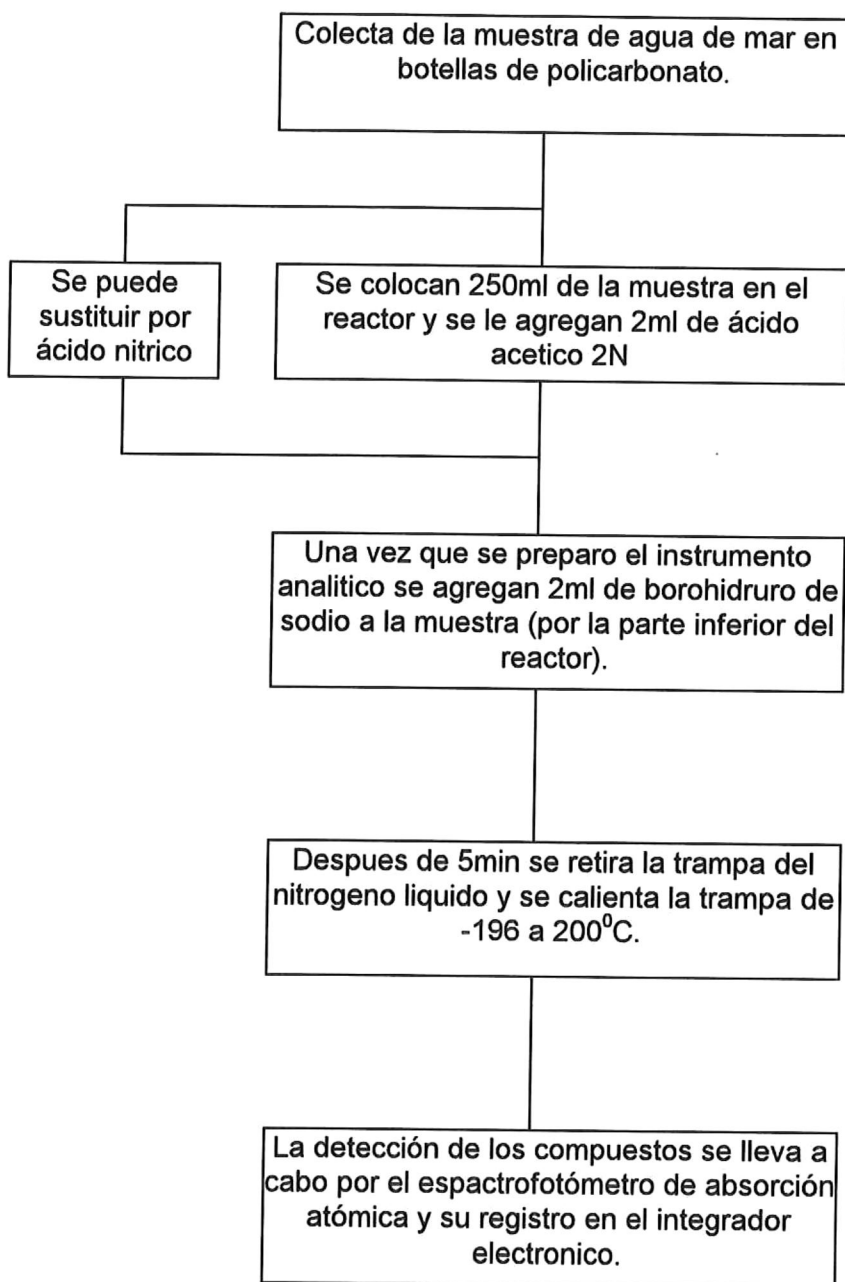 Colecta de la muestra de agua de mar en
botellas de policarbonato.
Se puede
sustituir por
ácido nitrico
Se colocan 250ml de la muestra en el
reactor y se le agregan 2ml de ácido
acetico 2N
Una vez que se preparo el instrumento
analitico se agregan 2ml de borohidruro de
sodio a la muestra (por la parte inferior del
reactor).
Despues de 5min se retira la trampa del
nitrogeno liquido y se calienta la trampa de
-196 a 200⁰C.
La detección de los compuestos se lleva a
cabo por el espactrofotómetro de absorción
atómica y su registro en el integrador
electronico.